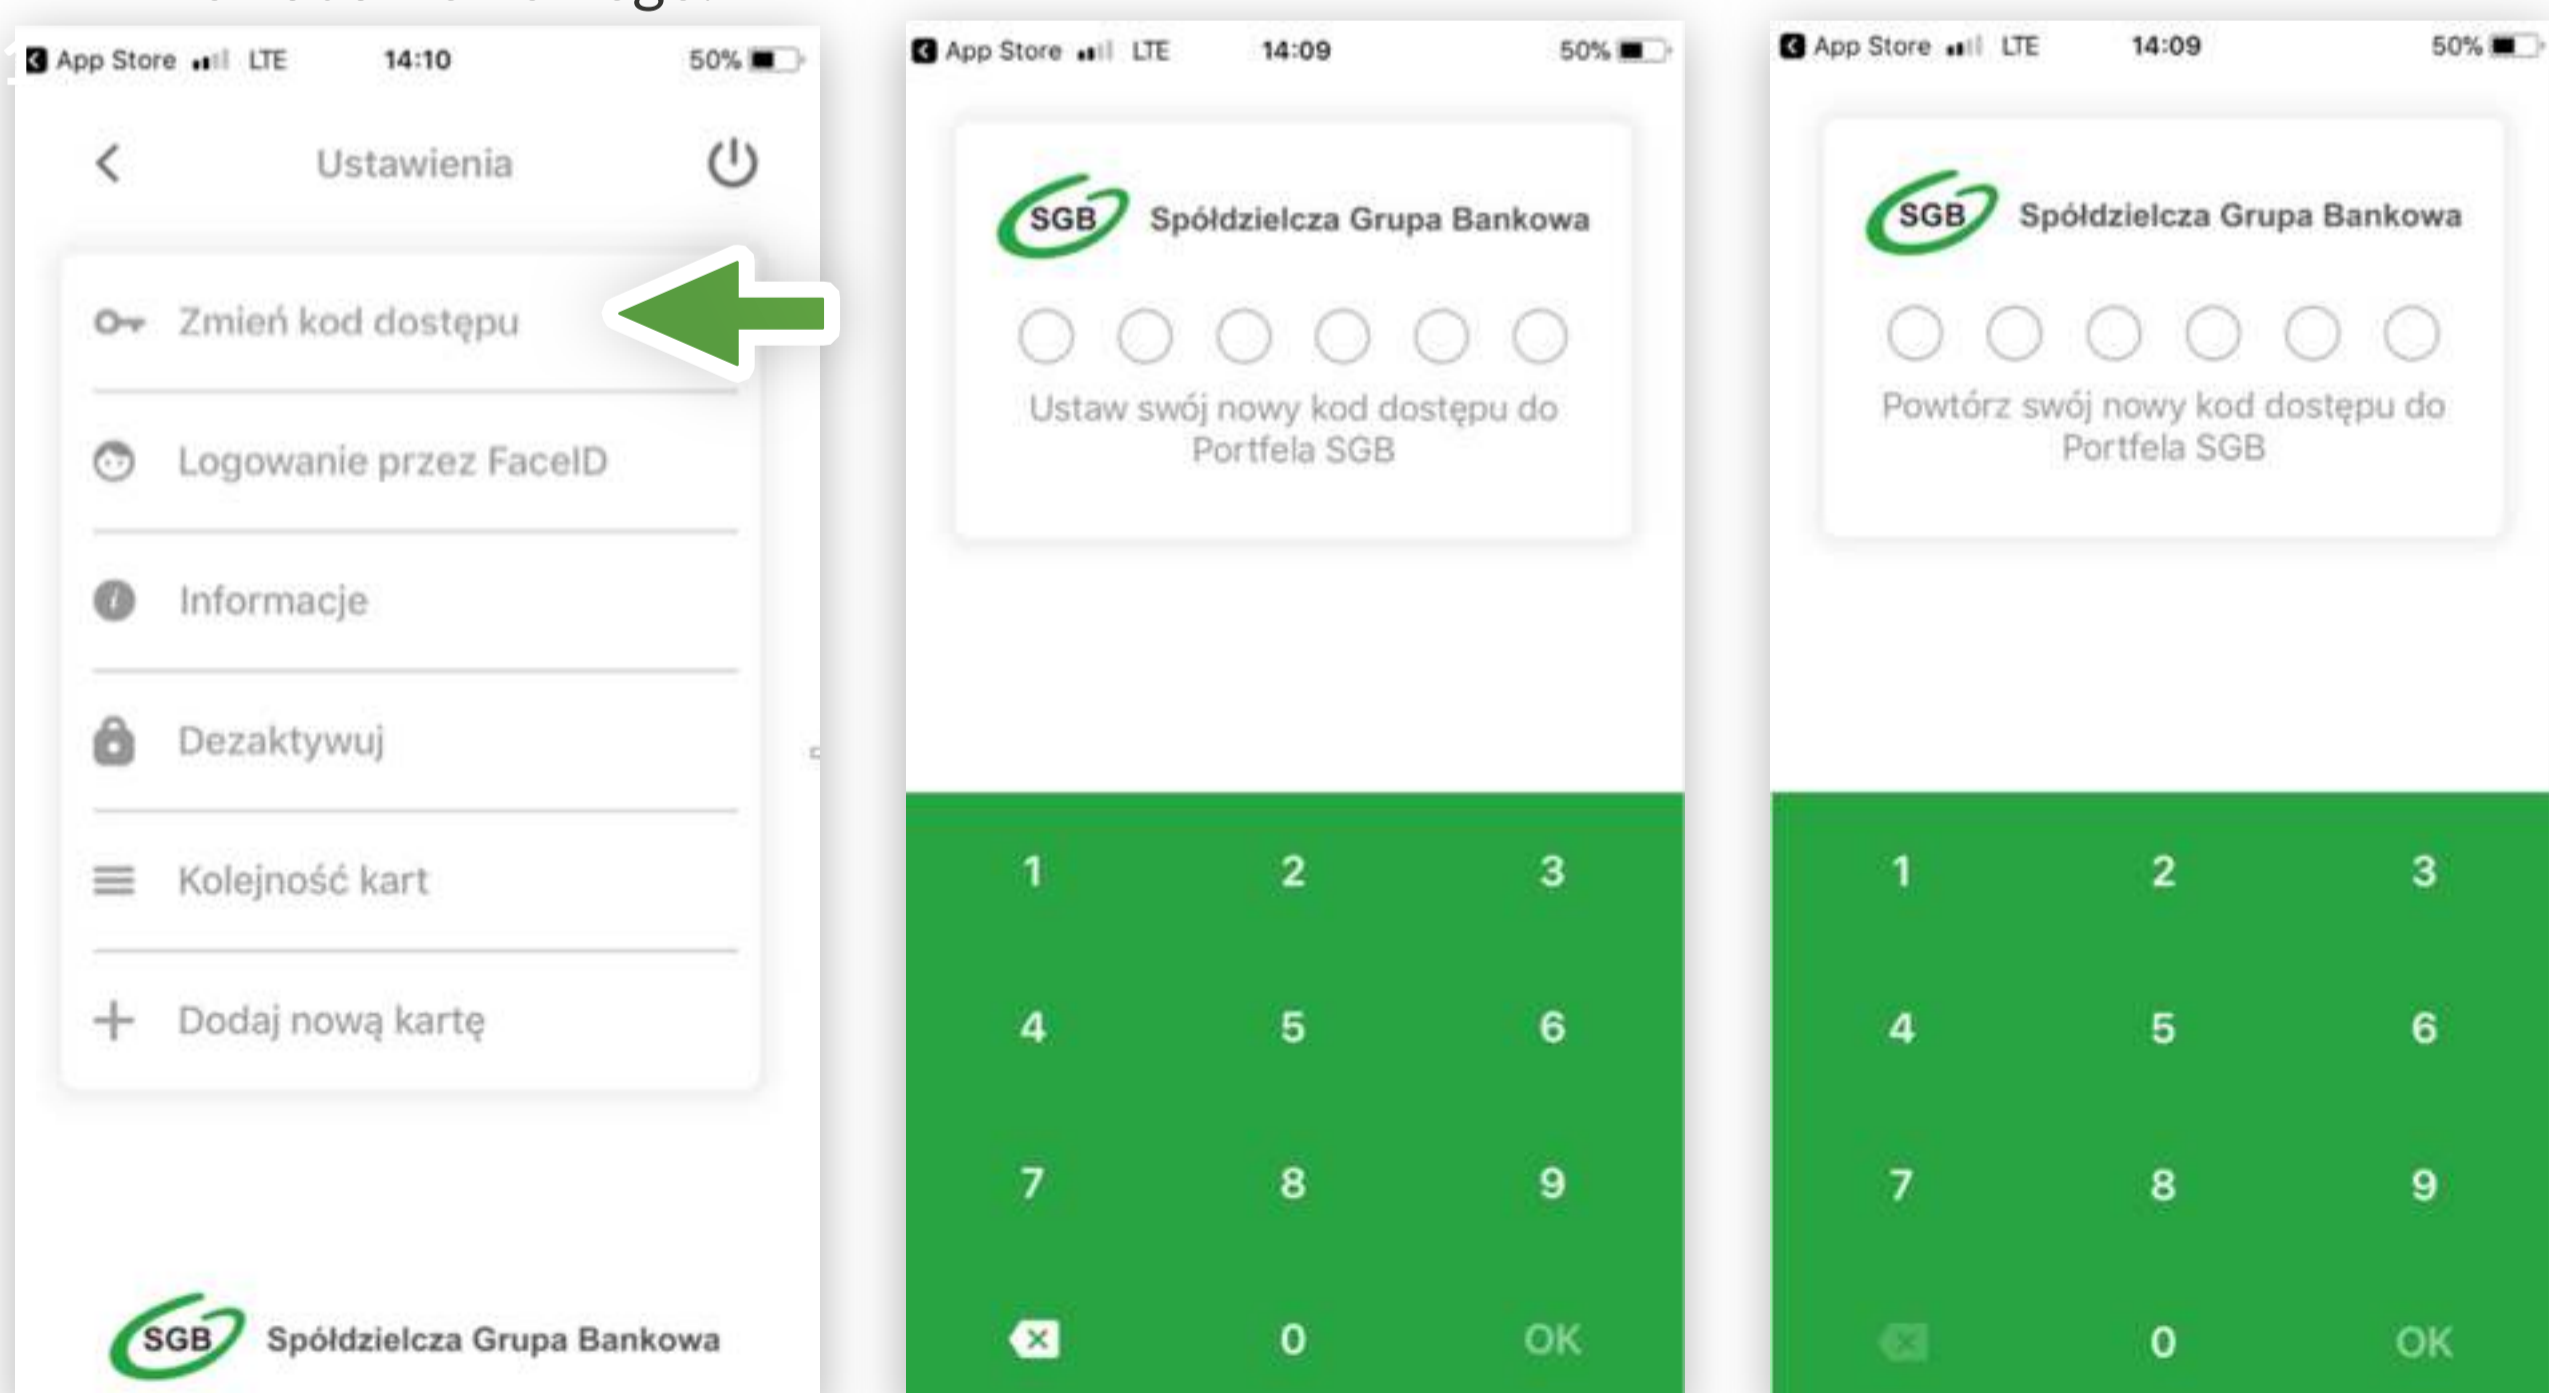 App Store LTE 14:10 50%
Ustawienia
Zmień kod dostępu
Logowanie przez FaceID
Informacje
Dezaktywuj
Kolejność kart
Dodaj nową kartę
SGB Spółdzielcza Grupa Bankowa
App Store LTE 14:09 50%
SGB Spółdzielcza Grupa Bankowa
Ustaw swój nowy kod dostępu do
Portfela SGB
1 2 3
4 5 6
7 8 9
0 OK
App Store LTE 14:09 50%
SGB Spółdzielcza Grupa Bankowa
Powtórz swój nowy kod dostępu do
Portfela SGB
1 2 3
4 5 6
7 8 9
0 OK